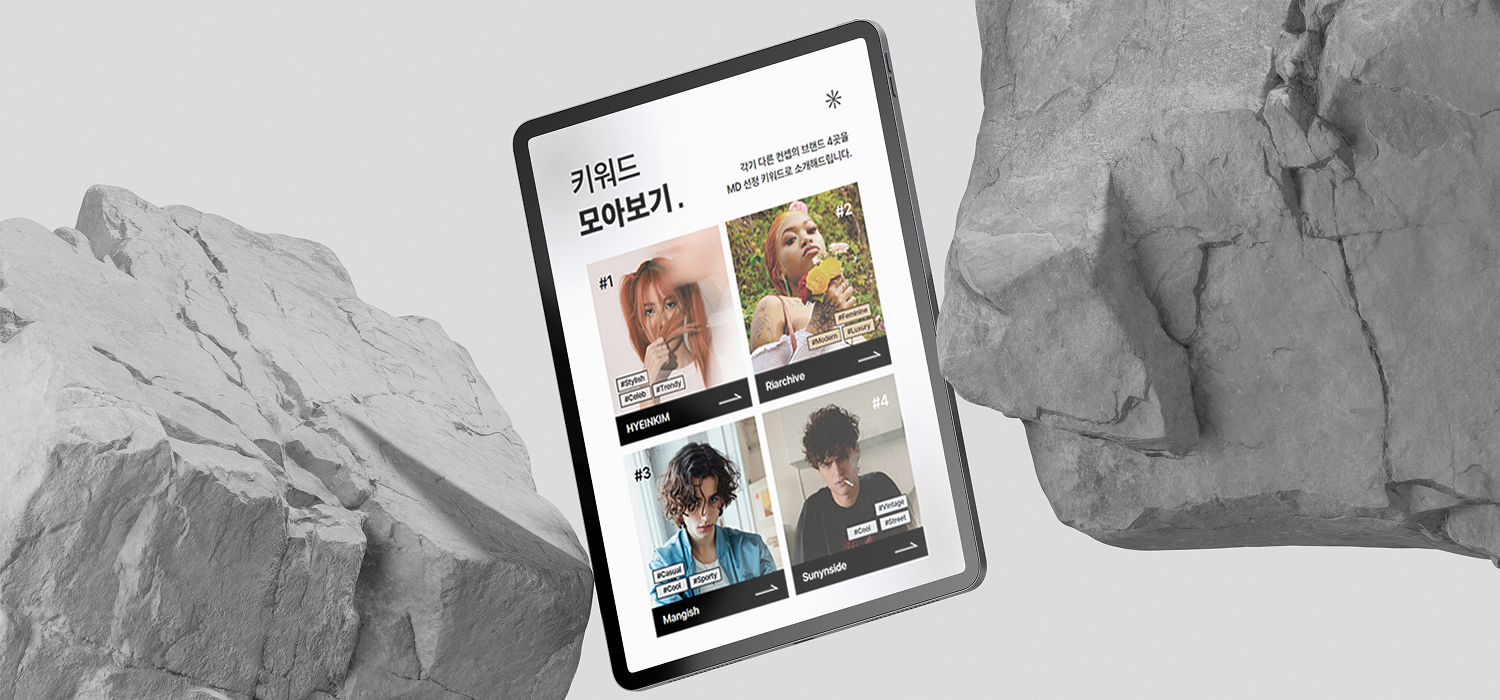 키워드
모아보기.
각기 다른 컨셉의 브랜드 4곳을
MD 선정 키워드로 소개해드립니다.
#1
#Stylish
#Celeb #Trendy
HYEINKIM
#2
#Feminine
#Modern #Luxury
Riarchive
#3
#Casual
#Cool #Sporty
Mangish
#4
#Vintage
#Cool #Street
Sunynside